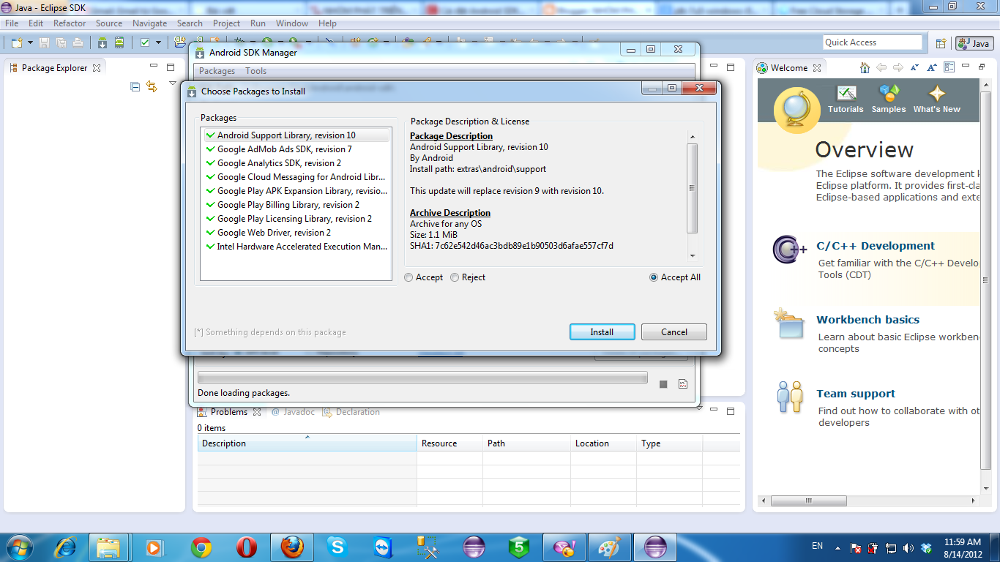 Java - Eclipse SDK
File Edit Refactor Source Navigate Search Project Run Window Help
Quick Access
Java
Package Explorer
Android SDK Manager
Packages Tools
Choose Packages to Install
Packages
Android Support Library, revision 10
Google AdMob Ads SDK, revision 7
Google Analytics SDK, revision 2
Google Cloud Messaging for Android Libr...
Google Play APK Expansion Library, revisio...
Google Play Billing Library, revision 2
Google Play Licensing Library, revision 2
Google Web Driver, revision 2
Intel Hardware Accelerated Execution Man...
Package Description & License
Package Description
Android Support Library, revision 10
By Android
Install path: extras\android\support
This update will replace revision 9 with revision 10.
Archive Description
Archive for any OS
Size: 1.1 MiB
SHA1: 7c62e542d46ac3bdb89e1b90503d6afae557cf7d
Accept Reject Accept All
[*] Something depends on this package
Install Cancel
Done loading packages.
Problems @ Javadoc Declaration
0 items
Description Resource Path Location Type
Welcome
Tutorials Samples What's New
Overview
The Eclipse software development
Eclipse platform. It provides first-cla
Eclipse-based applications and exte
C/C++ Development
Get familiar with the C/C++ Develo
Tools (CDT)
Workbench basics
Learn about basic Eclipse workben
concepts
Team support
Find out how to collaborate with ot
developers
EN
11:59 AM
8/14/2012